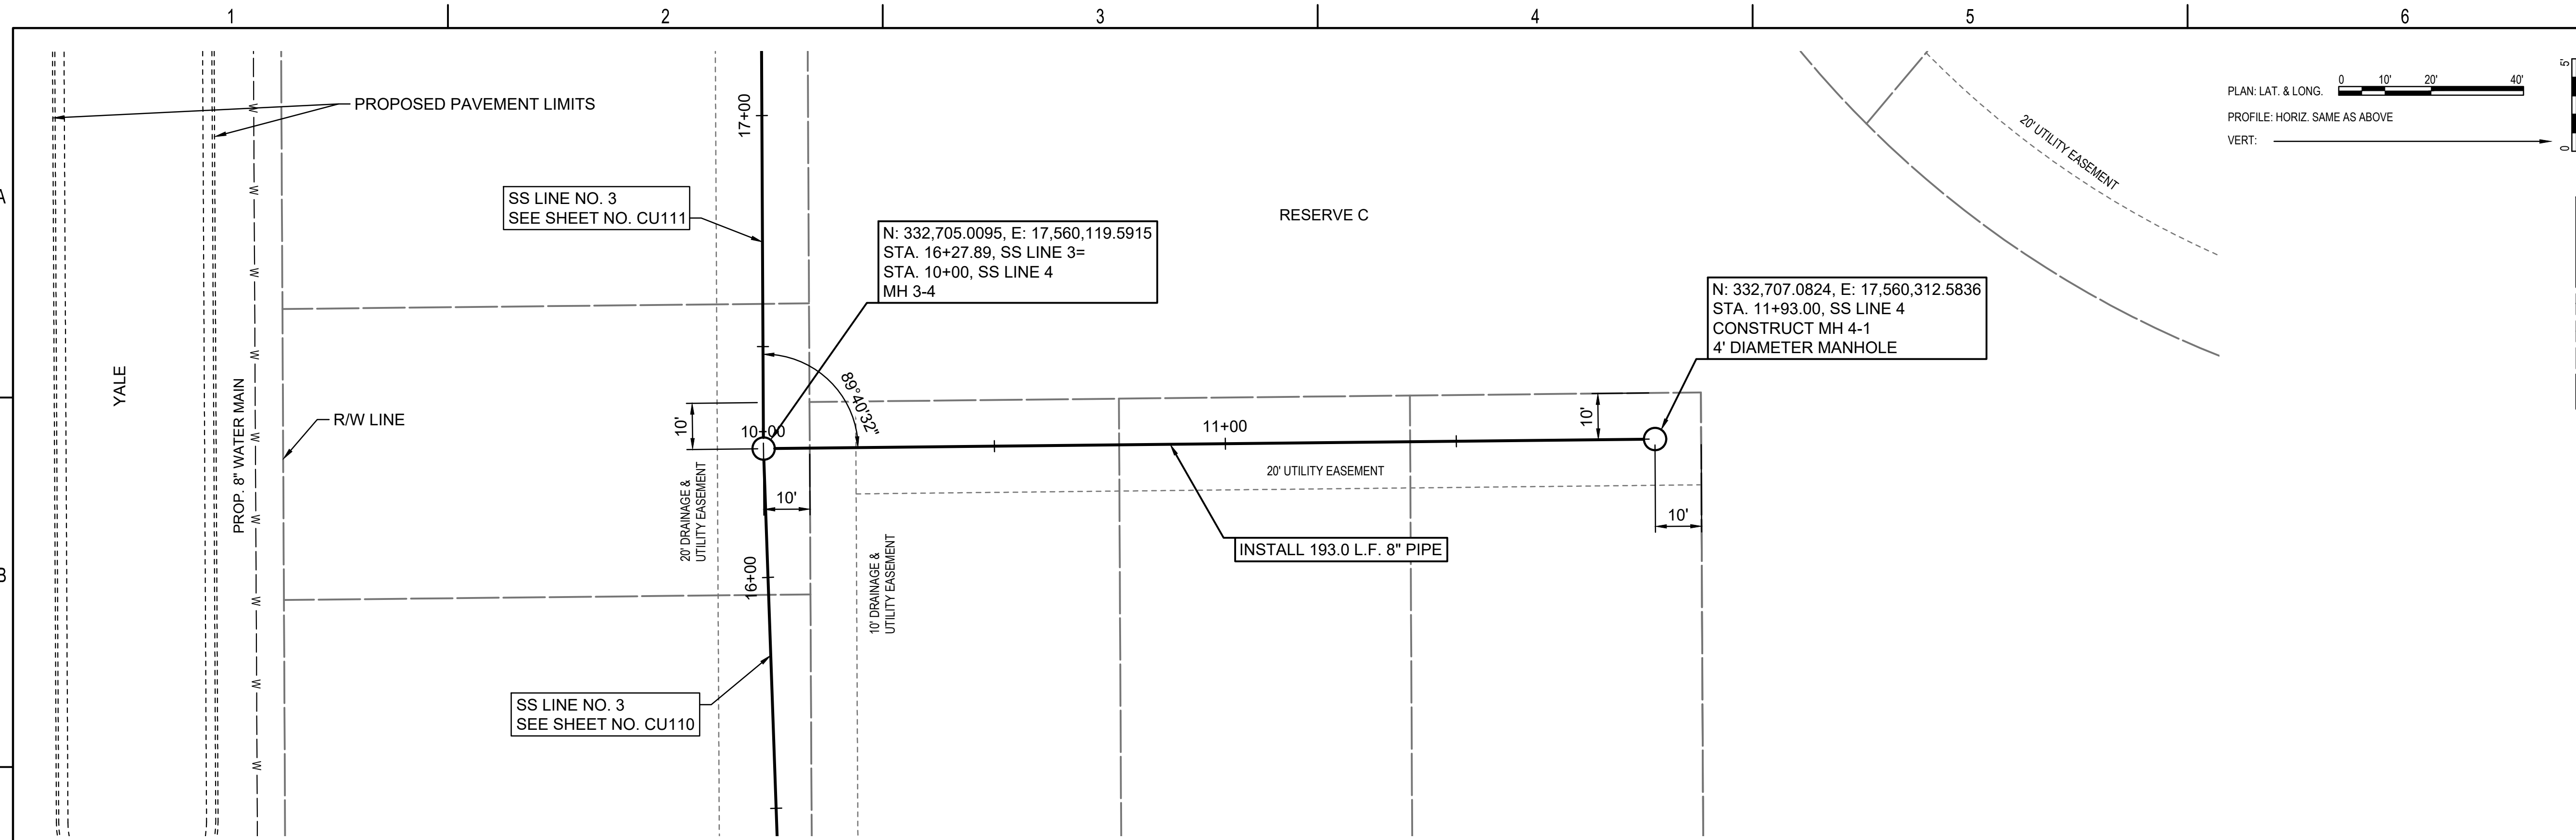 1
2
3
4
5
6
A
B
PROPOSED PAVEMENT LIMITS
17+00
SS LINE NO. 3
SEE SHEET NO. CU111
N: 332,705.0095, E: 17,560,119.5915
STA. 16+27.89, SS LINE 3=
STA. 10+00, SS LINE 4
MH 3-4
RESERVE C
20' UTILITY EASEMENT
PLAN: LAT. & LONG.
0 10' 20' 40'
PROFILE: HORIZ. SAME AS ABOVE
VERT:
5'
0
N: 332,707.0824, E: 17,560,312.5836
STA. 11+93.00, SS LINE 4
CONSTRUCT MH 4-1
4' DIAMETER MANHOLE
YALE
PROP. 8" WATER MAIN
W
W
W
W
W
W
W
W
W
R/W LINE
89°40'32"
10'
10+00
11+00
10'
20' UTILITY EASEMENT
20' DRAINAGE &
UTILITY EASEMENT
10'
10'
INSTALL 193.0 L.F. 8" PIPE
16+00
10' DRAINAGE &
UTILITY EASEMENT
SS LINE NO. 3
SEE SHEET NO. CU110